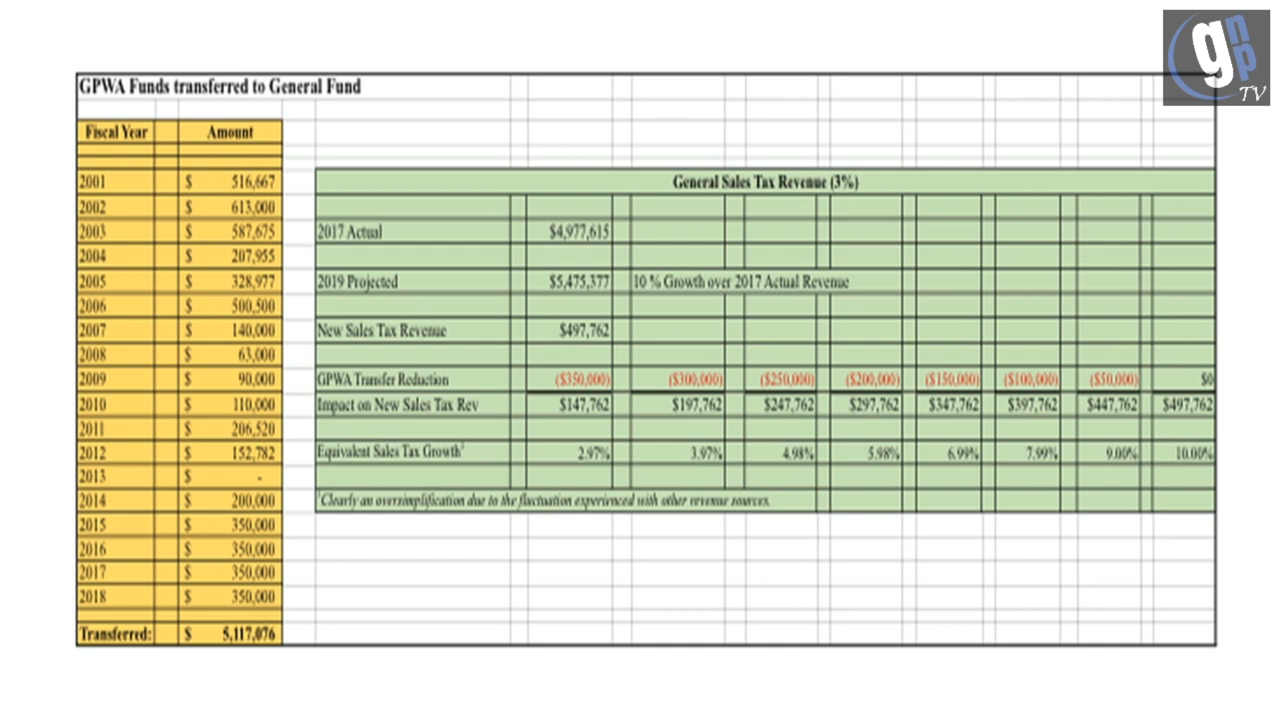 gnp
TV
GPWA Funds transferred to General Fund
Fiscal Year Amount
2001 $ 516,667
2002 $ 613,000
2003 $ 587,675
2004 $ 207,955
2005 $ 328,977
2006 $ 500,500
2007 $ 140,000
2008 $ 63,000
2009 $ 90,000
2010 $ 110,000
2011 $ 206,520
2012 $ 152,782
2013 $ -
2014 $ 200,000
2015 $ 350,000
2016 $ 350,000
2017 $ 350,000
2018 $ 350,000
Transferred: $ 5,117,076
General Sales Tax Revenue (3%)
2017 Actual $4,977,615
2019 Projected $5,475,377 10 % Growth over 2017 Actual Revenue
New Sales Tax Revenue $497,762
GPWA Transfer Reduction ($350,000) ($300,000) ($250,000) ($200,000) ($150,000) ($100,000) ($50,000) $0
Impact on New Sales Tax Rev $147,762 $197,762 $247,762 $297,762 $347,762 $397,762 $447,762 $497,762
Equivalent Sales Tax Growth¹ 2.97% 3.97% 4.98% 5.98% 6.99% 7.99% 9.00% 10.00%
¹Clearly an oversimplification due to the fluctuation experienced with other revenue sources.